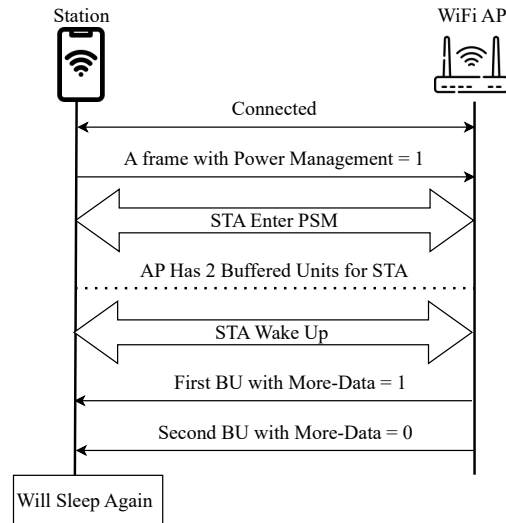 Station
WiFi AP
Connected
A frame with Power Management = 1
STA Enter PSM
AP Has 2 Buffered Units for STA
STA Wake Up
First BU with More-Data = 1
Second BU with More-Data = 0
Will Sleep Again